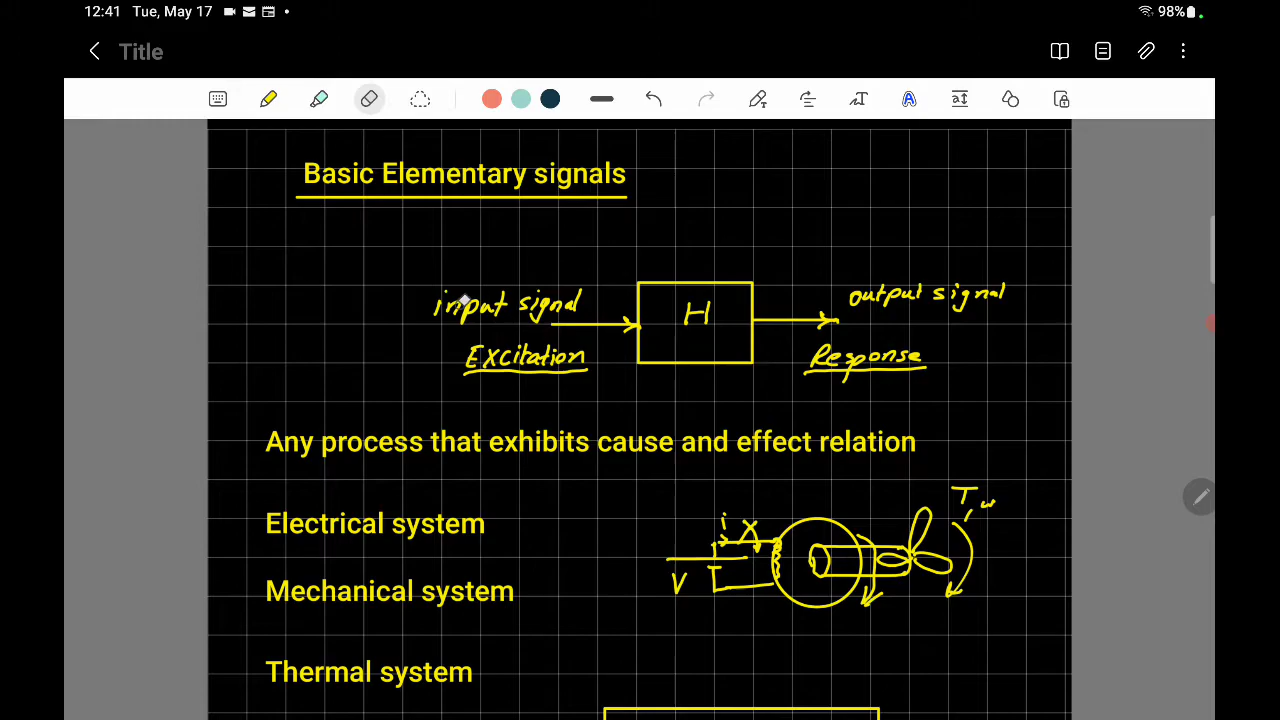 12:41 Tue, May 17
98%
Title
Basic Elementary signals
input signal
H
output signal
Excitation
Response
Any process that exhibits cause and effect relation
Electrical system
T, w
i
V
Mechanical system
Thermal system